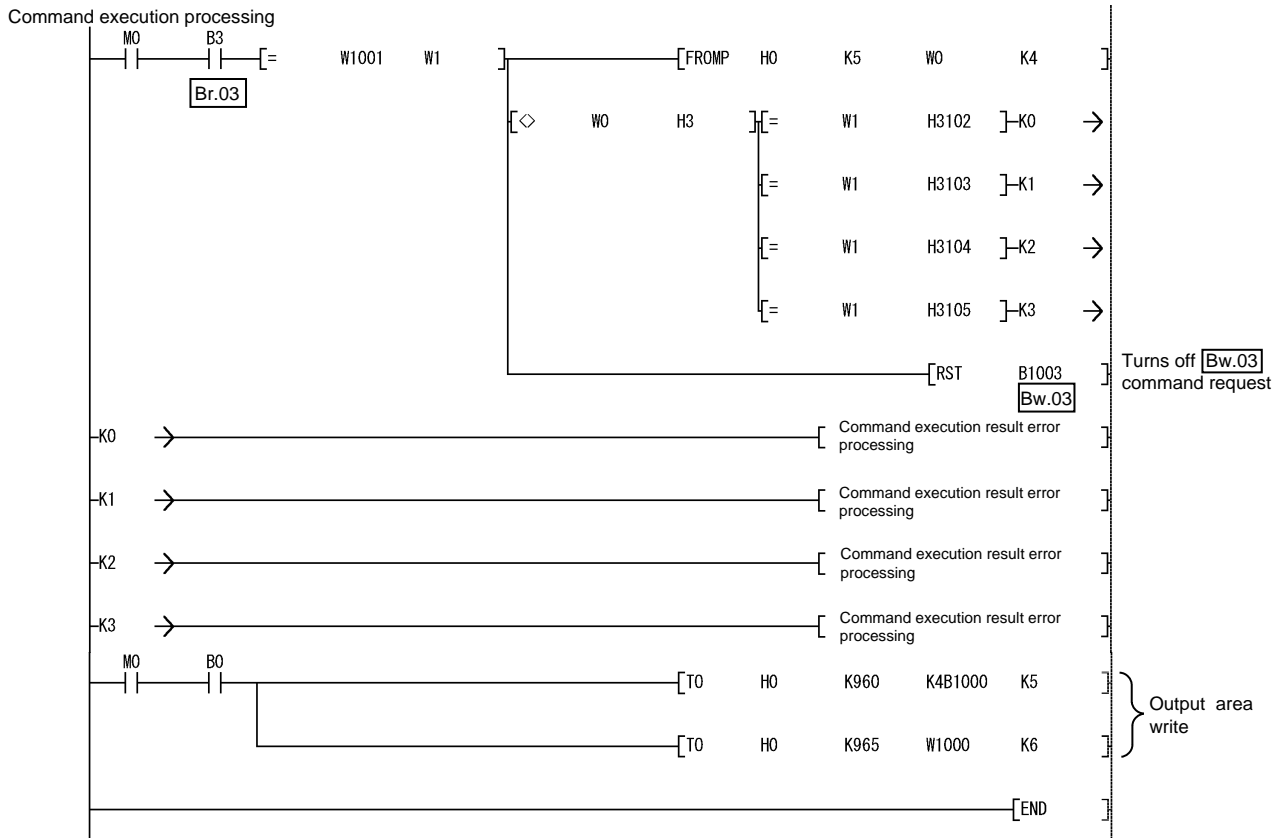 Command execution processing
M0 B3
[= W1001 W1 ] [FROMP H0 K5 W0 K4 ]
Br.03
[<> W0 H3 ] [= W1 H3102 ] K0
[= W1 H3103 ] K1
[= W1 H3104 ] K2
[= W1 H3105 ] K3
[RST B1003 ] Turns off Bw.03
command request
Bw.03
K0 [ Command execution result error
processing ]
K1 [ Command execution result error
processing ]
K2 [ Command execution result error
processing ]
K3 [ Command execution result error
processing ]
M0 B0
[TO H0 K960 K4B1000 K5 ]
Output area
write
[TO H0 K965 W1000 K6 ]
[END ]